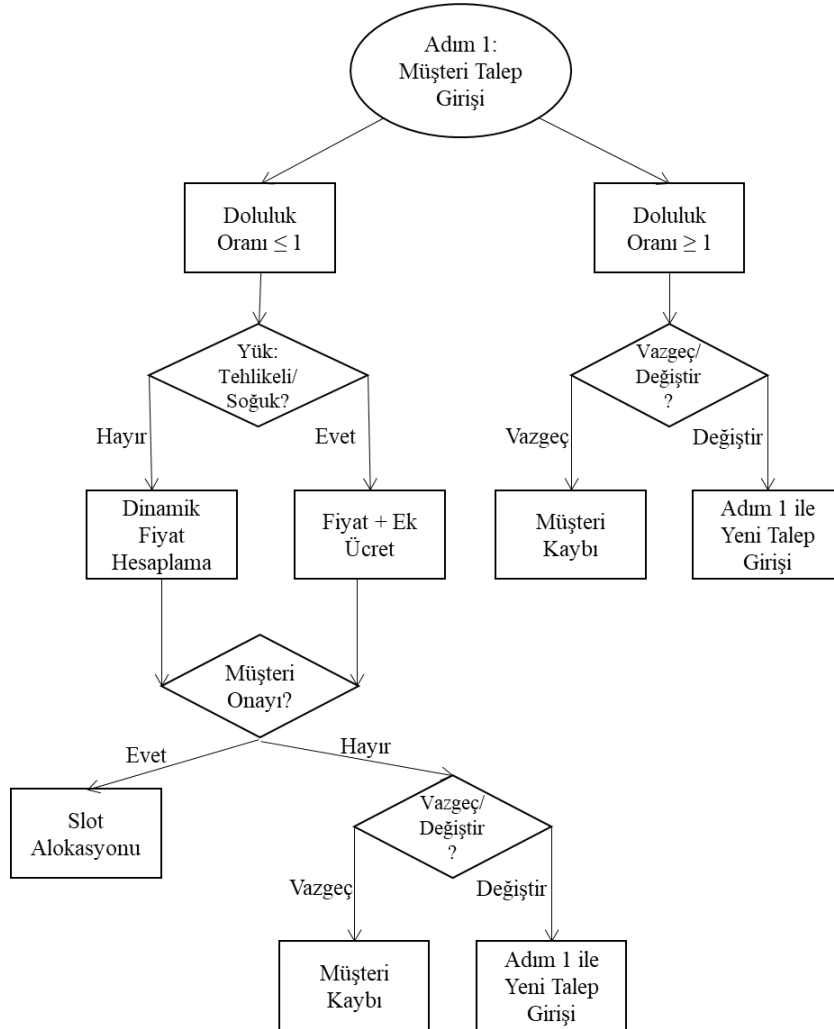 Adım 1:
Müşteri Talep
Girişi
Doluluk
Oranı ≤ 1
Doluluk
Oranı ≥ 1
Yük:
Tehlikeli/
Soğuk?
Vazgeç/
Değiştir
?
Hayır
Evet
Vazgeç
Değiştir
Dinamik
Fiyat
Hesaplama
Fiyat + Ek
Ücret
Müşteri
Kaybı
Adım 1 ile
Yeni Talep
Girişi
Müşteri
Onayı?
Evet
Hayır
Slot
Alokasyonu
Vazgeç/
Değiştir
?
Vazgeç
Değiştir
Müşteri
Kaybı
Adım 1 ile
Yeni Talep
Girişi